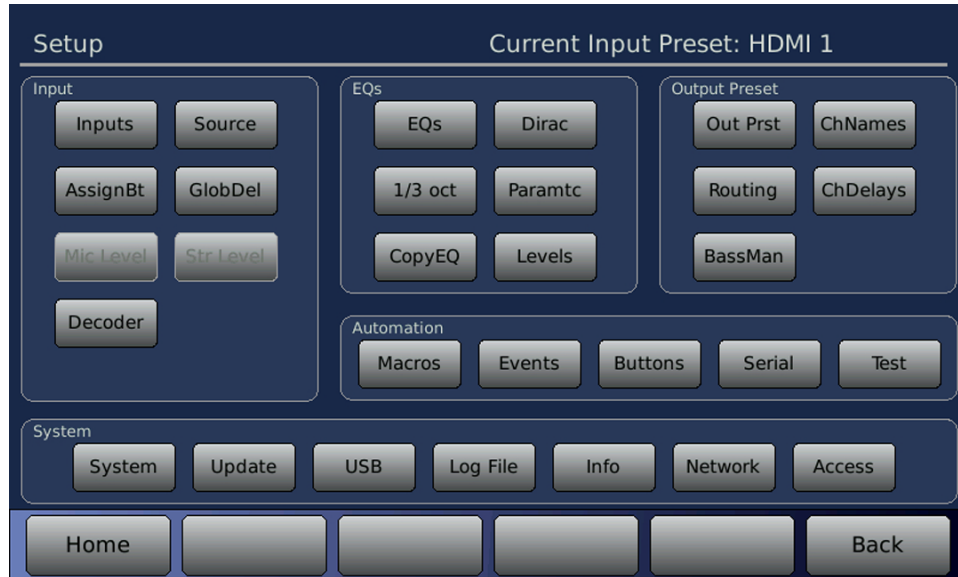 Setup
Current Input Preset: HDMI 1
Input
Inputs
Source
AssignBt
GlobDel
Mic Level
Str Level
Decoder
EQs
EQs
Dirac
1/3 oct
Paramtc
CopyEQ
Levels
Output Preset
Out Prst
ChNames
Routing
ChDelays
BassMan
Automation
Macros
Events
Buttons
Serial
Test
System
System
Update
USB
Log File
Info
Network
Access
Home
Back